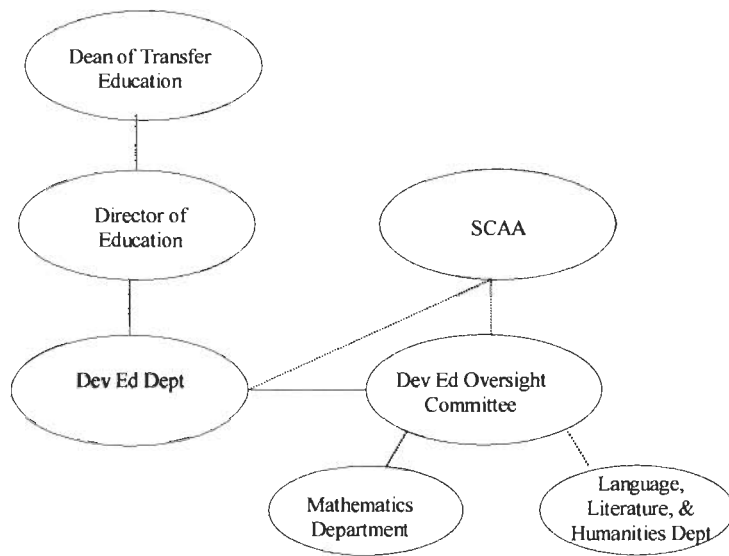 Dean of Transfer
Education
Director of
Education
SCAA
Dev Ed Dept
Dev Ed Oversight
Committee
Mathematics
Department
Language,
Literature, &
Humanities Dept